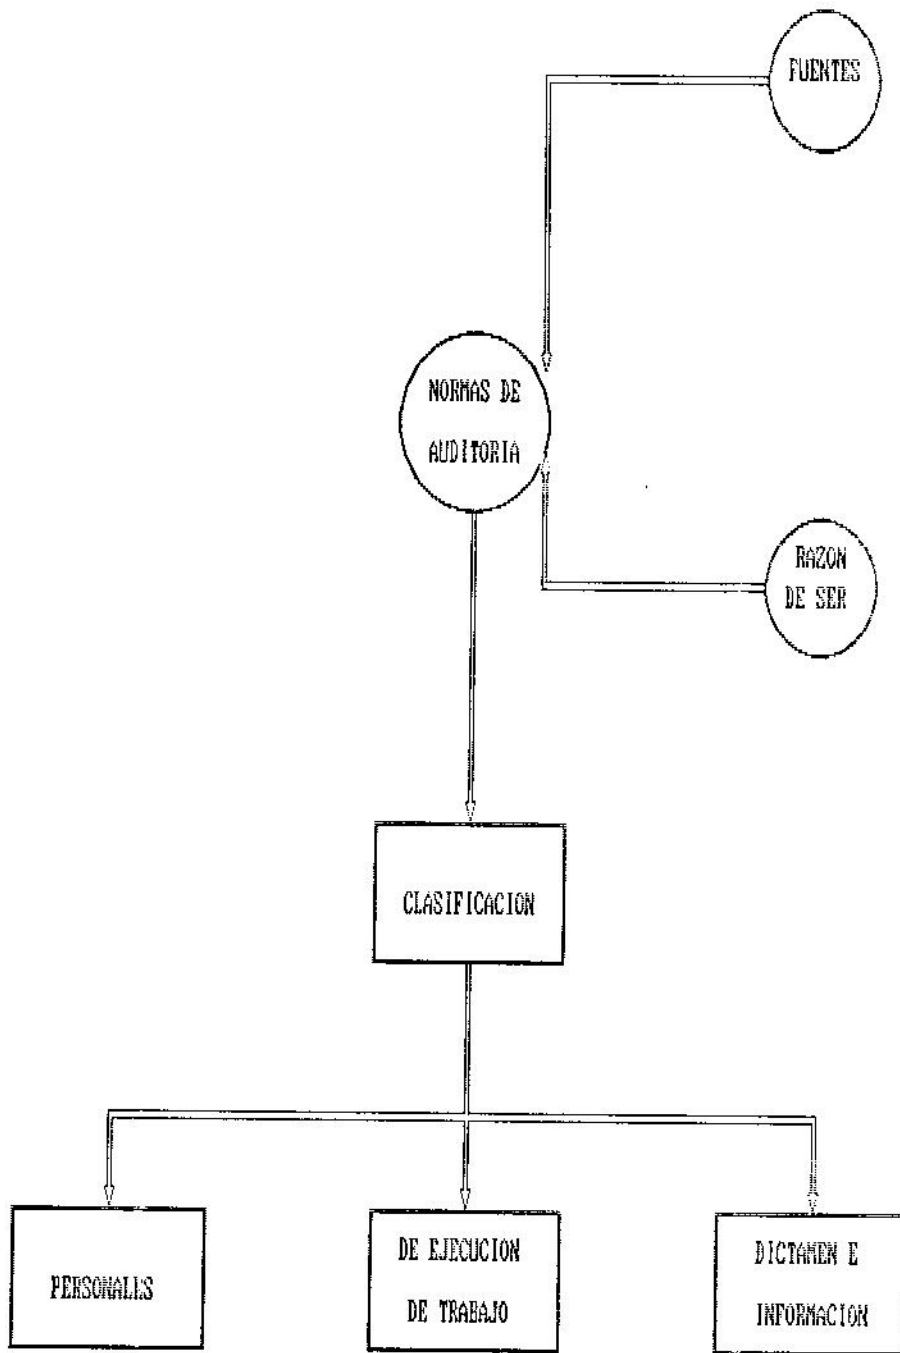 FUENTES
NORMAS DE
AUDITORIA
RAZON
DE SER
CLASIFICACION
PERSONALES
DE EJECUCION
DE TRABAJO
DICTAMEN E
INFORMACION